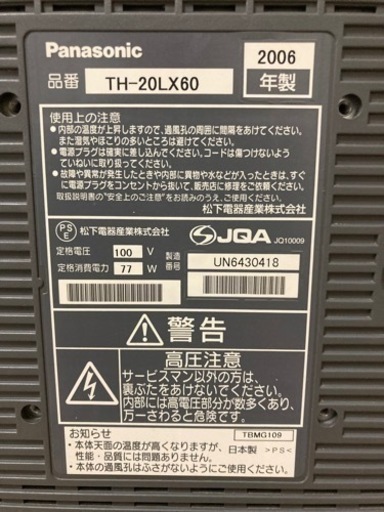 Panasonic
2006
年製
品番 TH-20LX60
使用上の注意
●内部の温度が上昇しますので、通風孔の周囲に間隔をあけてください。
また湿気やほこりの多いところは避けてください。
●電源プラグは確実に差し込んでください。コードは傷つけないよう
ていねいに取り扱ってください。
●故障や異常が発生したときや内部に異物や水などが入ったときは、すぐ
に電源プラグをコンセントから抜いて、販売店に修理をご依頼ください。
取扱説明書の"安全上のご注意"をお読みのうえ、ご使用ください。
松下電器産業株式会社
PSE 松下電器産業株式会社
JQA JQ10009
定格電圧 100 V
定格消費電力 77 W
製造番号 UN6430418
警告
高圧注意
サービスマン以外の方は、
裏ぶたをあけないでください。
内部には高電圧部分が数多くあり、
万一さわると危険です。
お知らせ
TBMG109
・本体天面の温度が高くなりますが、
性能・品質には問題ありません。
日本製 >PS<
・本体の通風孔はふさがないようにしてください。